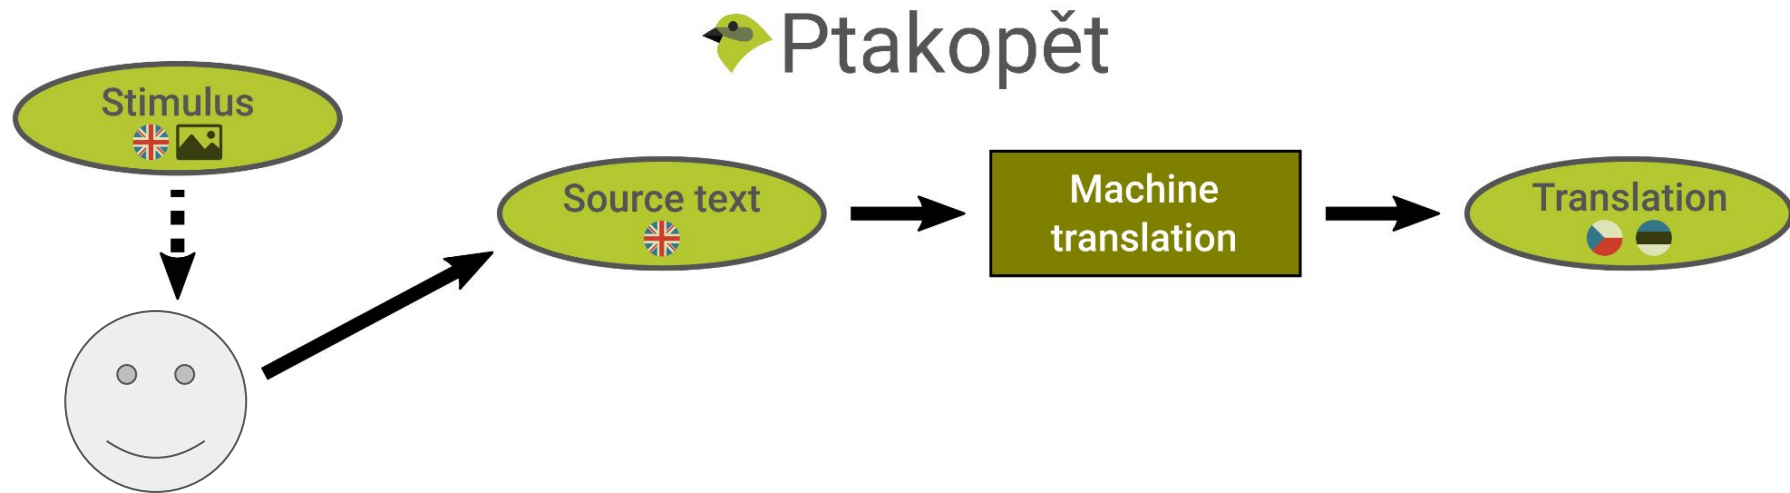 Ptakopět
Stimulus
Source text
Machine
translation
Translation